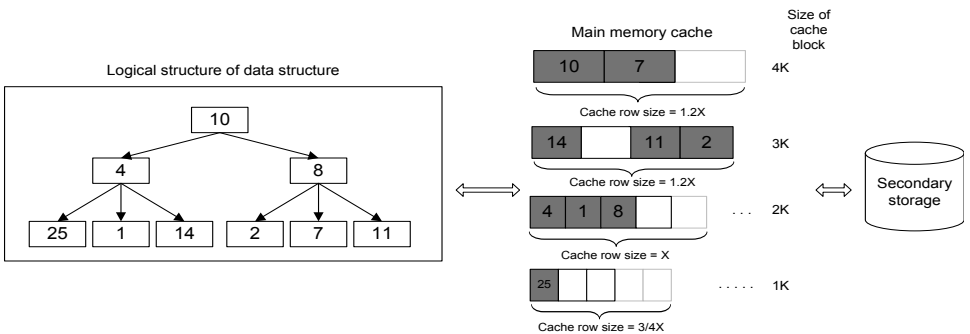 Logical structure of data structure
10
4 8
25 1 14 2 7 11
Main memory cache
Size of
cache
block
10 7
4K
Cache row size = 1.2X
14 11 2
3K
Cache row size = 1.2X
4 1 8
. . . 2K
Cache row size = X
25
. . . . . 1K
Cache row size = 3/4X
Secondary
storage